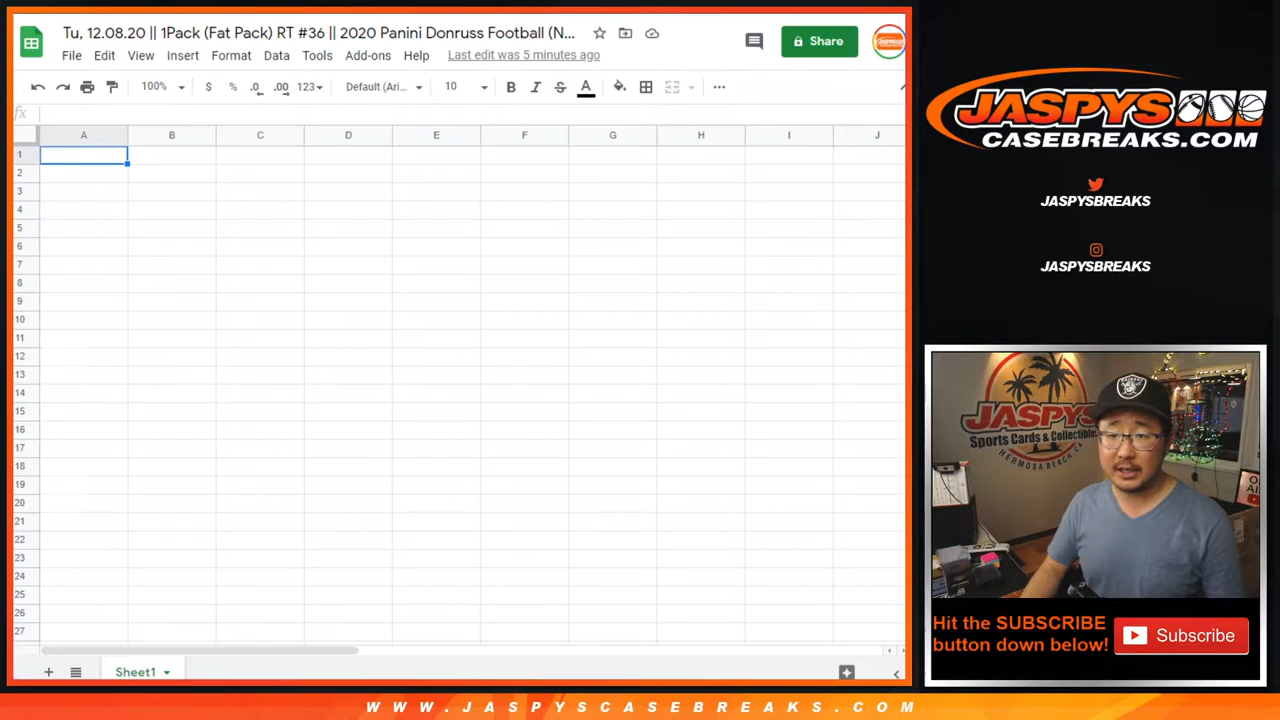 Tu, 12.08.20 || 1Pack (Fat Pack) RT #36 || 2020 Panini Donruss Football (N...
Share
File Edit View Insert Format Data Tools Add-ons Help Last edit was 5 minutes ago
100% $ % .0 .00 123 Default (Ari... 10 B I S A
fx
A B C D E F G H I J
1
2
3
4
5
6
7
8
9
10
11
12
13
14
15
16
17
18
19
20
21
22
23
24
25
26
27
Sheet1
JASPYS
CASEBREAKS.COM
JASPYSBREAKS
JASPYSBREAKS
JASPYS
Sports Cards & Collectible
HERMOSA BEACH, CA
Hit the SUBSCRIBE
button down below!
Subscribe
WWW.JASPYSCASEBREAKS.COM